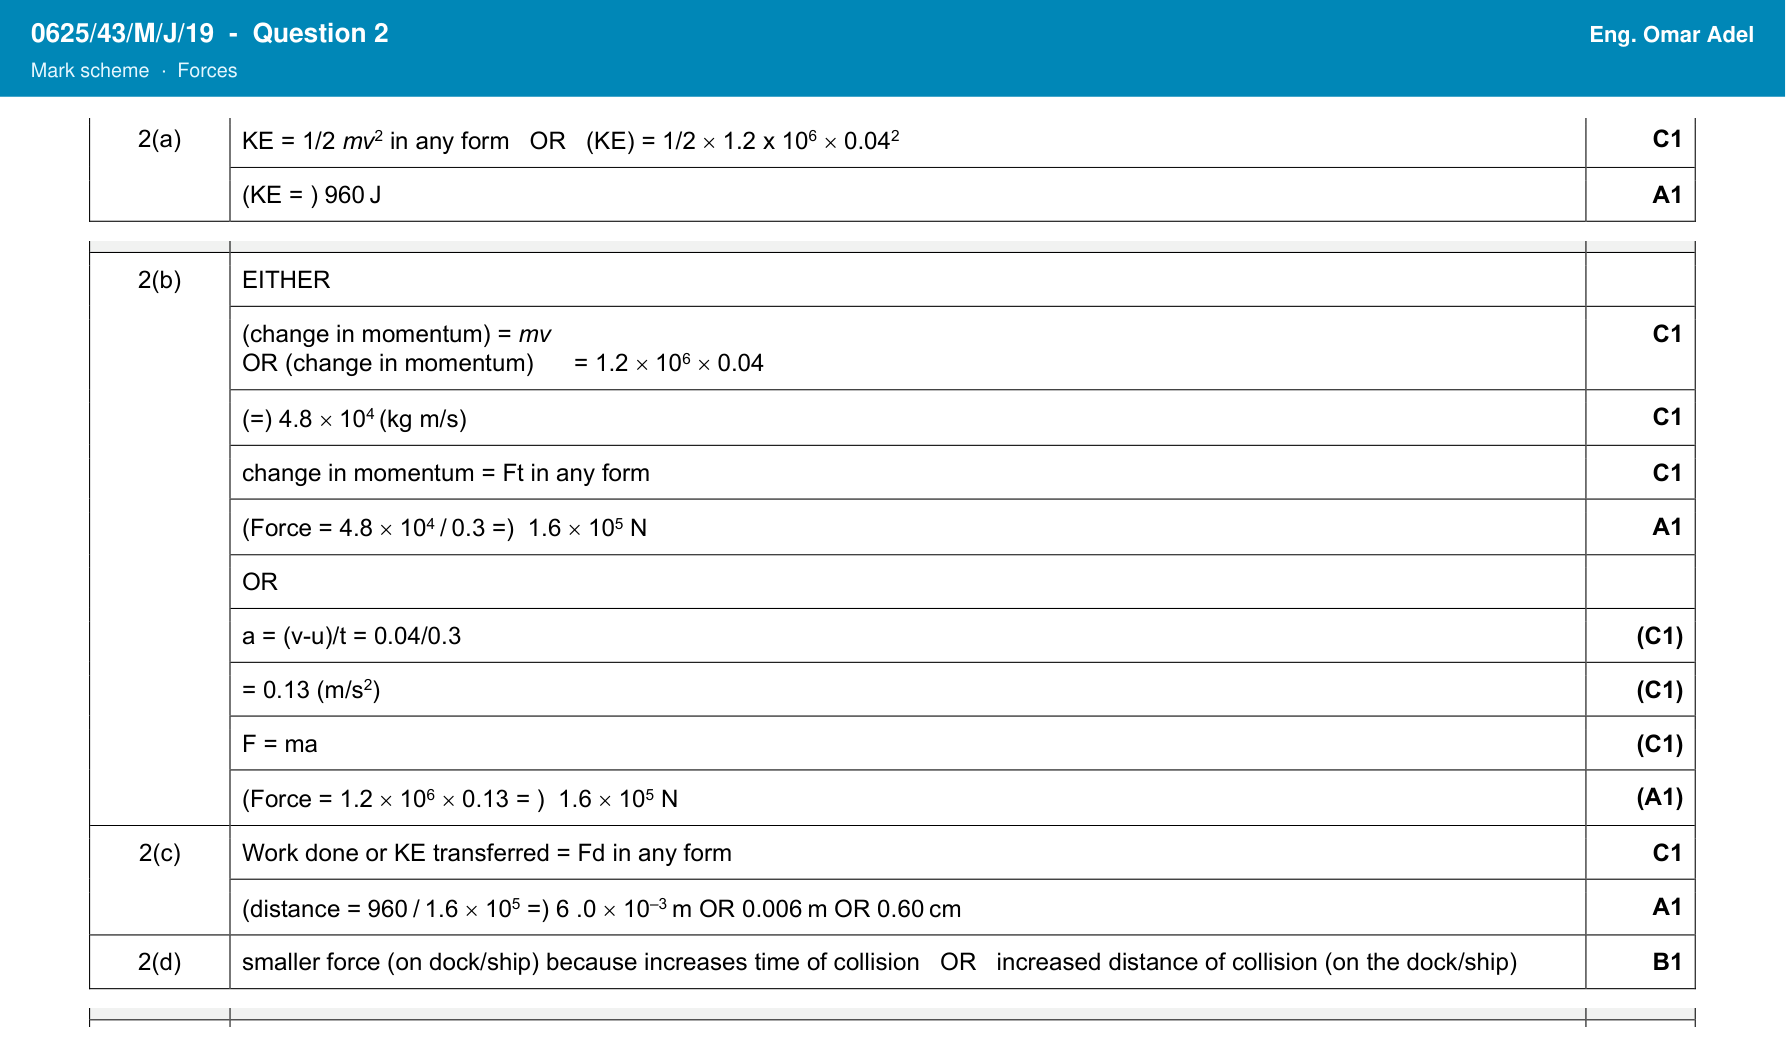 0625/43/M/J/19 - Question 2
Eng. Omar Adel
Mark scheme · Forces
2(a) KE = 1/2 mv² in any form OR (KE) = 1/2 × 1.2 x 10⁶ × 0.04² C1
(KE = ) 960 J A1
2(b) EITHER
(change in momentum) = mv C1
OR (change in momentum) = 1.2 × 10⁶ × 0.04
(=) 4.8 × 10⁴ (kg m/s) C1
change in momentum = Ft in any form C1
(Force = 4.8 × 10⁴ / 0.3 =) 1.6 × 10⁵ N A1
OR
a = (v-u)/t = 0.04/0.3 (C1)
= 0.13 (m/s²) (C1)
F = ma (C1)
(Force = 1.2 × 10⁶ × 0.13 = ) 1.6 × 10⁵ N (A1)
2(c) Work done or KE transferred = Fd in any form C1
(distance = 960 / 1.6 × 10⁵ =) 6 .0 × 10⁻³ m OR 0.006 m OR 0.60 cm A1
2(d) smaller force (on dock/ship) because increases time of collision OR increased distance of collision (on the dock/ship) B1